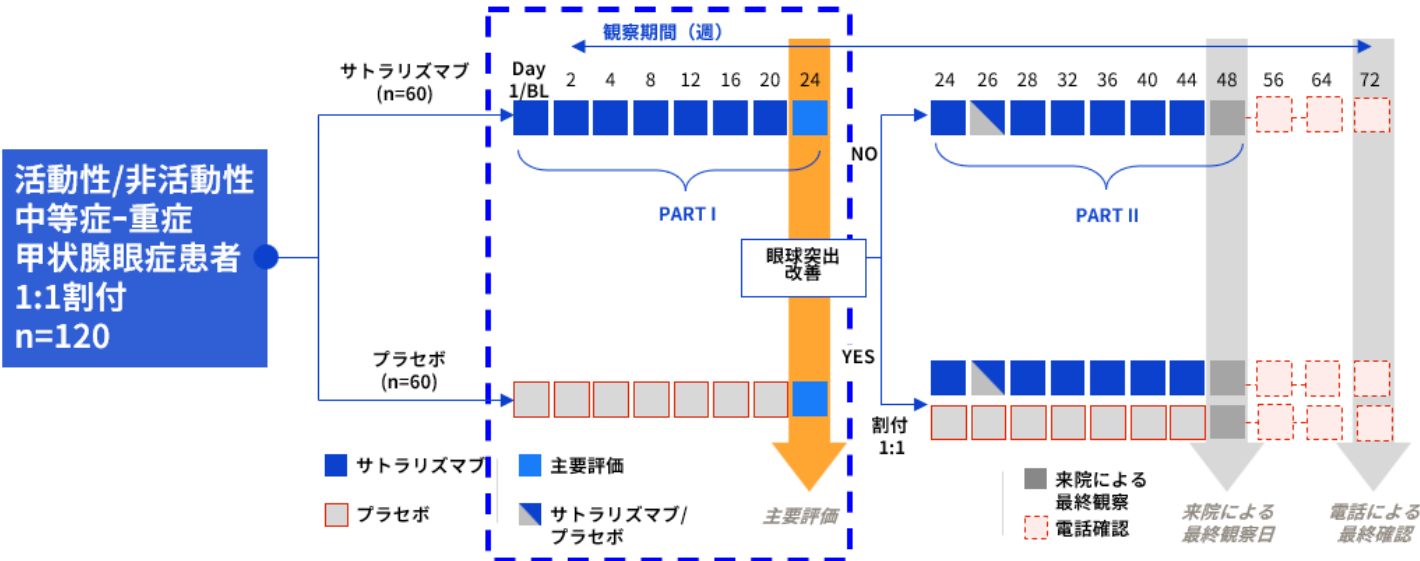 観察期間（週）
サトラリズマブ
(n=60)
Day
1/BL
2 4 8 12 16 20 24
24 26 28 32 36 40 44 48 56 64 72
NO
活動性/非活動性
中等症−重症
甲状腺眼症患者
1:1割付
n=120
PART I
PART II
眼球突出
改善
プラセボ
(n=60)
YES
割付
1:1
サトラリズマブ
プラセボ
主要評価
サトラリズマブ/
プラセボ
主要評価
来院による
最終観察
電話確認
来院による
最終観察日
電話による
最終確認